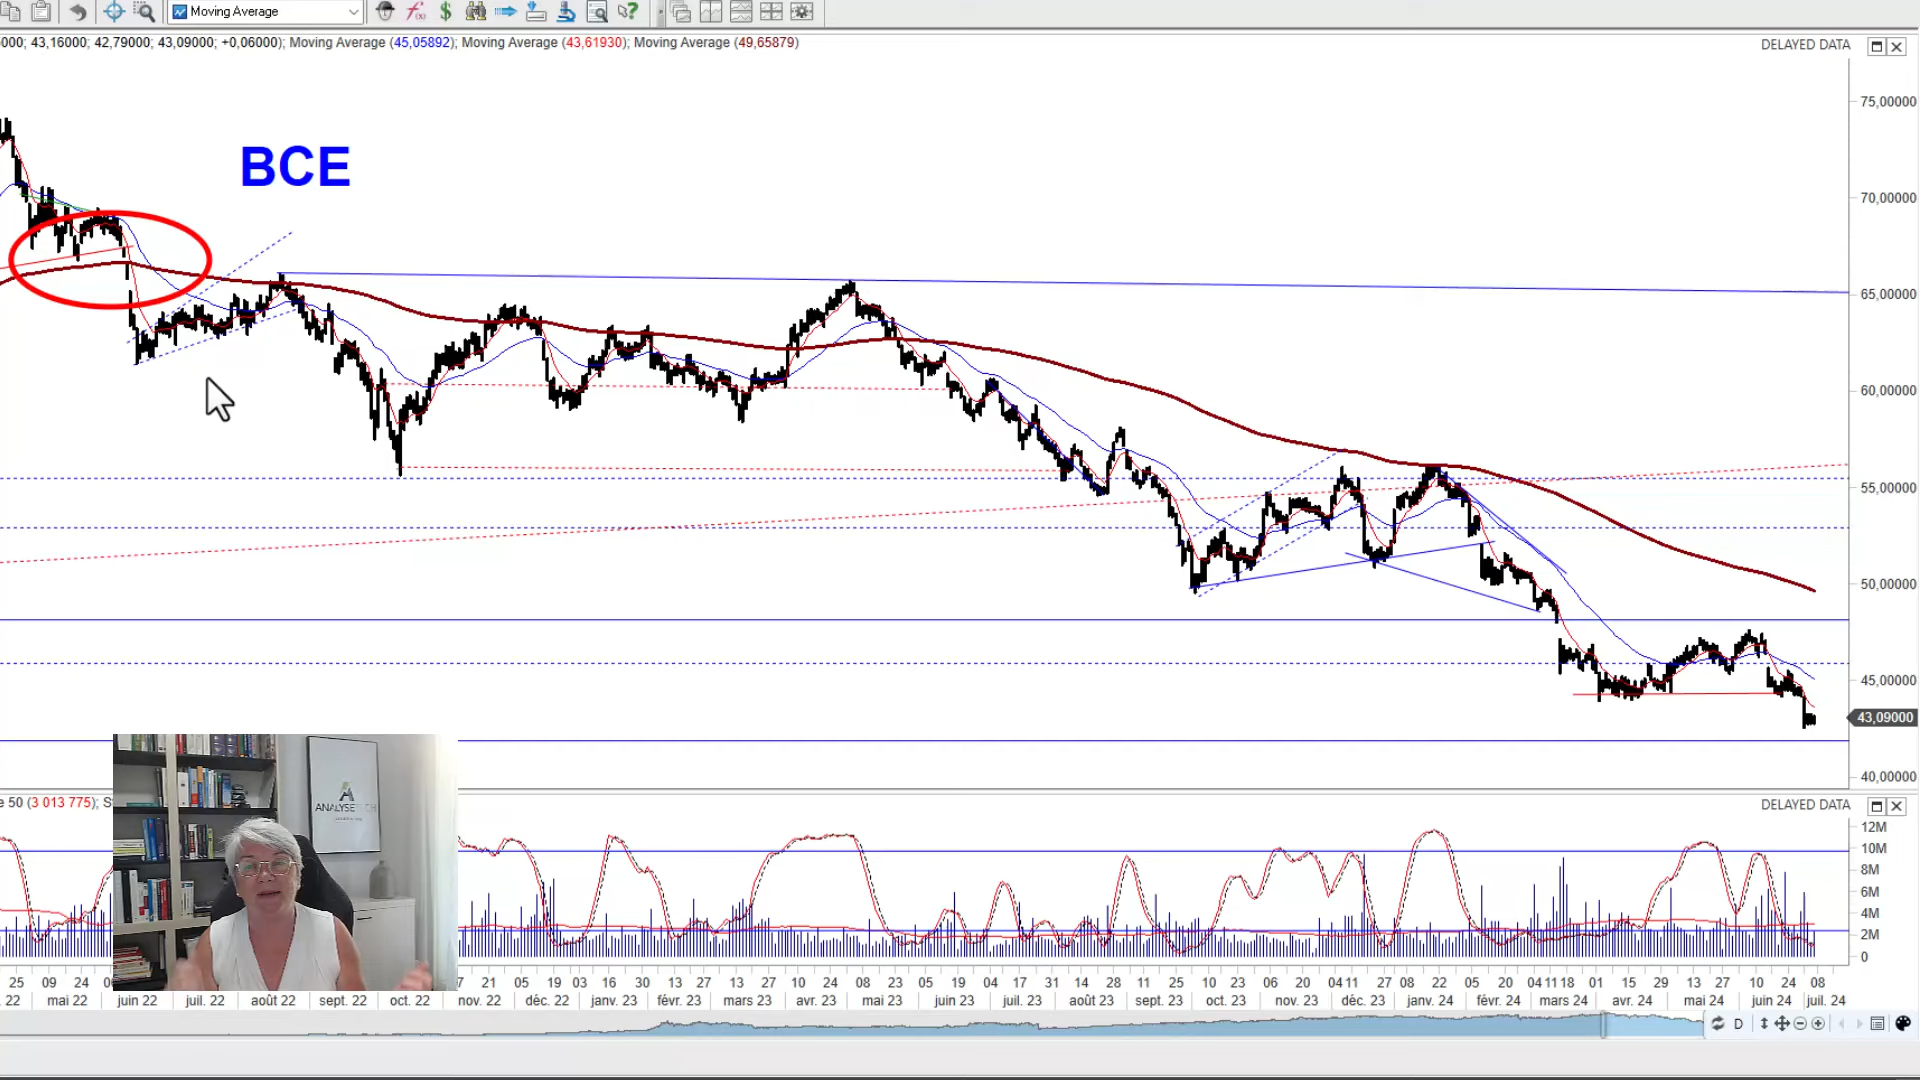 Moving Average
000; 43,16000; 42,79000; 43,09000; +0,06000); Moving Average (45,05892); Moving Average (43,61930); Moving Average (49,65879)
DELAYED DATA
BCE
75,00000
70,00000
65,00000
60,00000
55,00000
50,00000
45,00000
43,09000
40,00000
e 50 (3 013 775); S
DELAYED DATA
ANALYSETECH
12M
10M
8M
6M
4M
2M
0
25 09 24 21 05 19 03 16 30 13 27 13 27 10 24 08 23 05 19 04 17 31 14 28 11 25 10 23 06 20 04 11 27 08 22 05 19 04 11 18 01 15 29 13 27 10 24 08
22 mai 22 juin 22 juil. 22 août 22 sept. 22 oct. 22 nov. 22 déc. 22 janv. 23 févr. 23 mars 23 avr. 23 mai 23 juin 23 juil. 23 août 23 sept. 23 oct. 23 nov. 23 déc. 23 janv. 24 févr. 24 mars 24 avr. 24 mai 24 juin 24 juil. 24
D